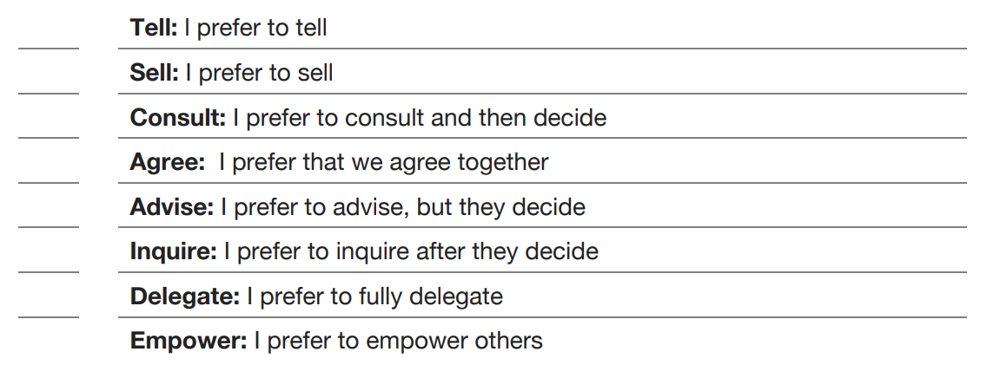 Tell: I prefer to tell
Sell: I prefer to sell
Consult: I prefer to consult and then decide
Agree:  I prefer that we agree together
Advise: I prefer to advise, but they decide
Inquire: I prefer to inquire after they decide
Delegate: I prefer to fully delegate
Empower: I prefer to empower others